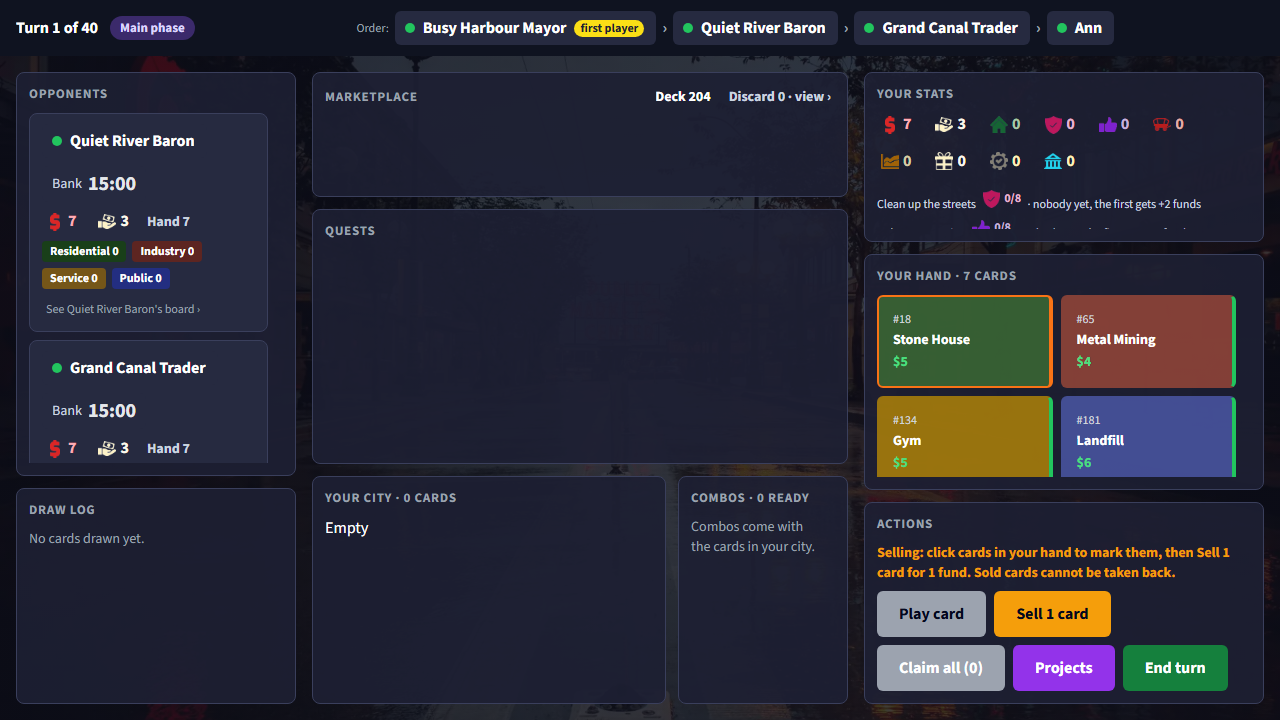 Turn 1 of 40 Main phase Order: Busy Harbour Mayor first player › Quiet River Baron › Grand Canal Trader › Ann
OPPONENTS
Quiet River Baron
Bank 15:00
7 3 Hand 7
Residential 0 Industry 0
Service 0 Public 0
See Quiet River Baron's board ›
Grand Canal Trader
Bank 15:00
7 3 Hand 7
DRAW LOG
No cards drawn yet.
MARKETPLACE Deck 204 Discard 0 · view ›
QUESTS
YOUR CITY · 0 CARDS
Empty
COMBOS · 0 READY
Combos come with
the cards in your city.
YOUR STATS
7 3 0 0 0 0
0 0 0 0
Clean up the streets 0/8 · nobody yet, the first gets +2 funds
0/8
YOUR HAND · 7 CARDS
#18
Stone House
$5
#65
Metal Mining
$4
#134
Gym
$5
#181
Landfill
$6
ACTIONS
Selling: click cards in your hand to mark them, then Sell 1
card for 1 fund. Sold cards cannot be taken back.
Play card Sell 1 card
Claim all (0) Projects End turn